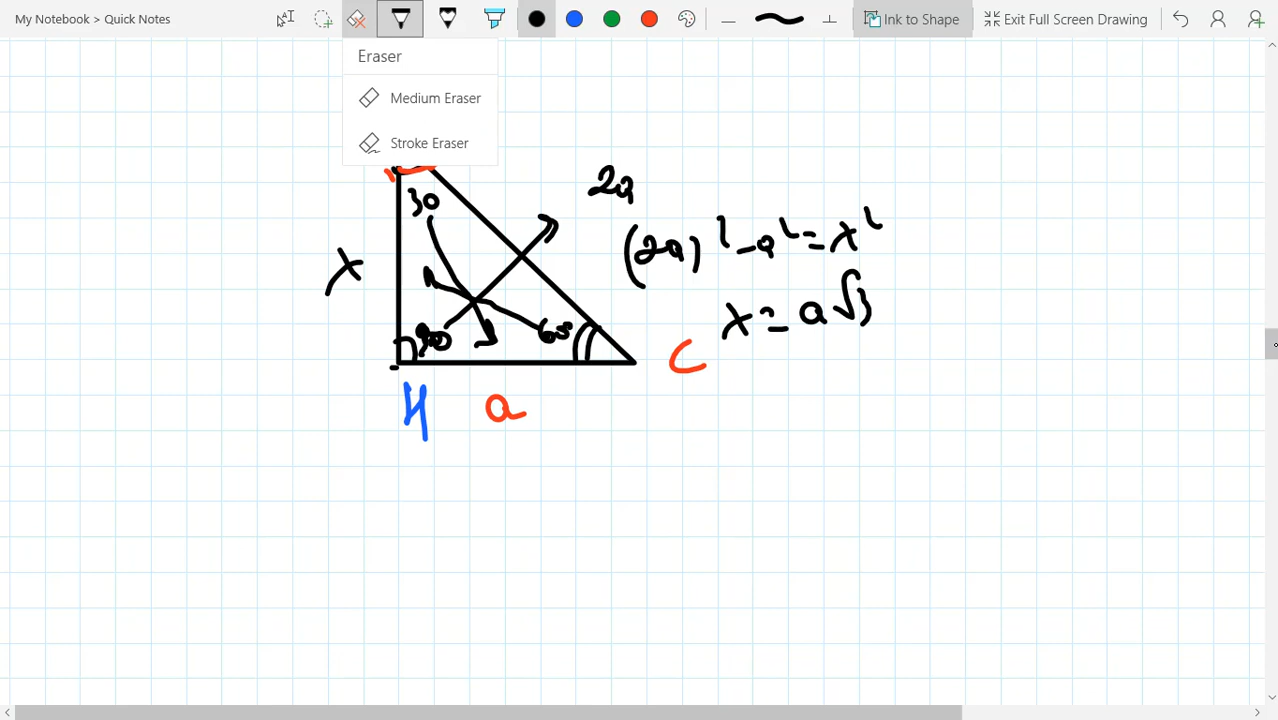 My Notebook > Quick Notes
Ink to Shape
Exit Full Screen Drawing
Eraser
Medium Eraser
Stroke Eraser
30
2a
x
(2a)² - a² = x²
x = a√3
90
60
C
H
a